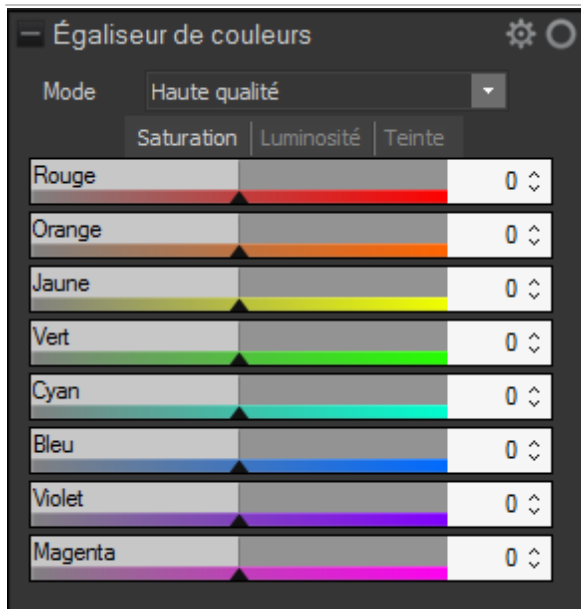 Égaliseur de couleurs
Mode Haute qualité
Saturation Luminosité Teinte
Rouge 0
Orange 0
Jaune 0
Vert 0
Cyan 0
Bleu 0
Violet 0
Magenta 0